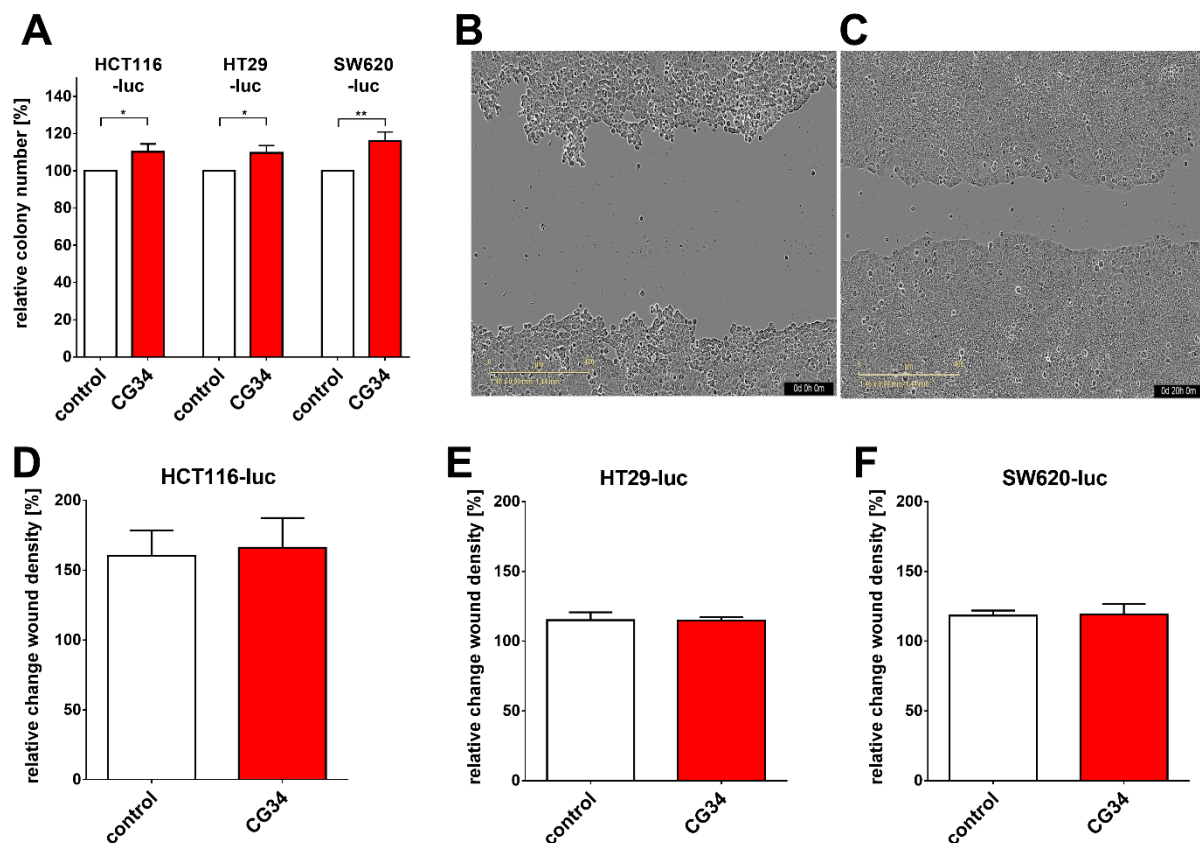 A
HCT116
-luc
HT29
-luc
SW620
-luc
* * **
relative colony number [%]
140
120
100
80
60
40
20
0
control CG34 control CG34 control CG34
B
0d 0h 0m
C
0d 20h 0m
D
HCT116-luc
relative change wound density [%]
200
150
100
50
0
control CG34
E
HT29-luc
relative change wound density [%]
200
150
100
50
0
control CG34
F
SW620-luc
relative change wound density [%]
200
150
100
50
0
control CG34